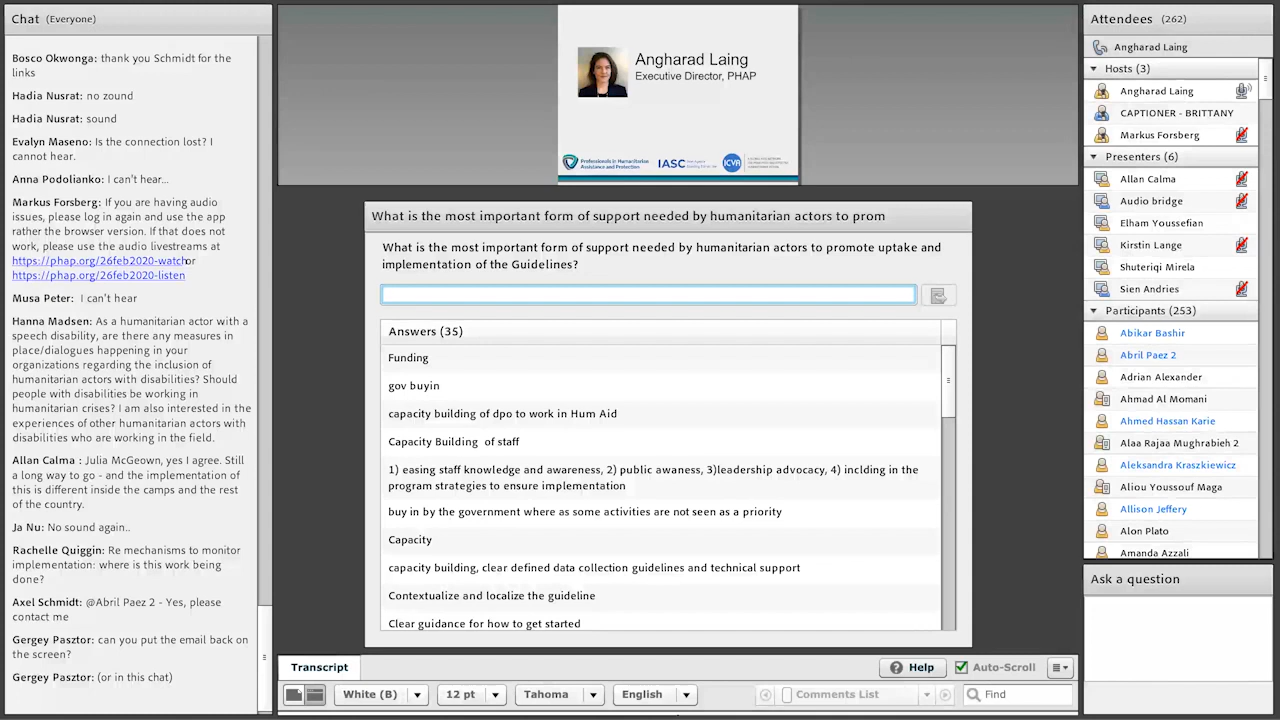 Chat (Everyone)
Bosco Okwonga: thank you Schmidt for the
links
Hadia Nusrat: no zound
Hadia Nusrat: sound
Evalyn Maseno: Is the connection lost? I
cannot hear.
Andre Podolianko: I can't hear...
Markus Forsberg: If you are having audio
issues, please log in again and use the app
rather the browser version. If that does
not work, please use the audio livestreams at
https://phap.org/26feb2020-watch or
https://phap.org/26feb2020-listen
Musa Peter: I can't hear
Hanna Madsen: As a humanitarian actor with a
speech disability, are there any measures in
place/dialogues happening in your
organizations regarding the inclusion of
humanitarian actors with disabilities? Should
people with disabilities be working in
humanitarian crises? I am also interested in the
experiences of other humanitarian actors with
disabilities who are working in the field.
Allan Calma : Julia McGeown, yes I agree. Still
a long way to go - and the implementation of
this is different inside the camps and the rest
of the country.
Ja Nu: No sound again..
Rachelle Quiggin: Re mechanisms to monitor
implementation: where is this work being
done?
Axel Schmidt: @Abril Paez 2 - Yes, please
contact me
Gergey Pasztor: can you put the email back on
the screen?
Gergey Pasztor: (or in this chat)
Angharad Laing
Executive Director, PHAP
Professionals in Humanitarian
Assistance and Protection
IASC
ICVA
What is the most important form of support needed by humanitarian actors to prom
What is the most important form of support needed by humanitarian actors to promote uptake and
implementation of the Guidelines?
Answers (35)
Funding
gov buyin
capacity building of dpo to work in Hum Aid
Capacity Building of staff
1) easing staff knowledge and awareness, 2) public awaness, 3)leadership advocacy, 4) inclding in the
program strategies to ensure implementation
buy in by the government where as some activities are not seen as a priority
Capacity
capacity building, clear defined data collection guidelines and technical support
Contextualize and localize the guideline
Clear guidance for how to get started
Transcript
Help
Auto-Scroll
White (B)
12 pt
Tahoma
English
Comments List
Find
Attendees (262)
Angharad Laing
Hosts (3)
Angharad Laing
CAPTIONER - BRITTANY
Markus Forsberg
Presenters (6)
Allan Calma
Audio bridge
Elham Youssefian
Kirstin Lange
Shuteriqi Mirela
Sien Andries
Participants (253)
Abikar Bashir
Abril Paez 2
Adrian Alexander
Ahmad Al Momani
Ahmed Hassan Karie
Alaa Rajaa Mughrabieh 2
Aleksandra Kraszkiewicz
Aliou Youssouf Maga
Allison Jeffery
Alon Plato
Amanda Azzali
Ask a question